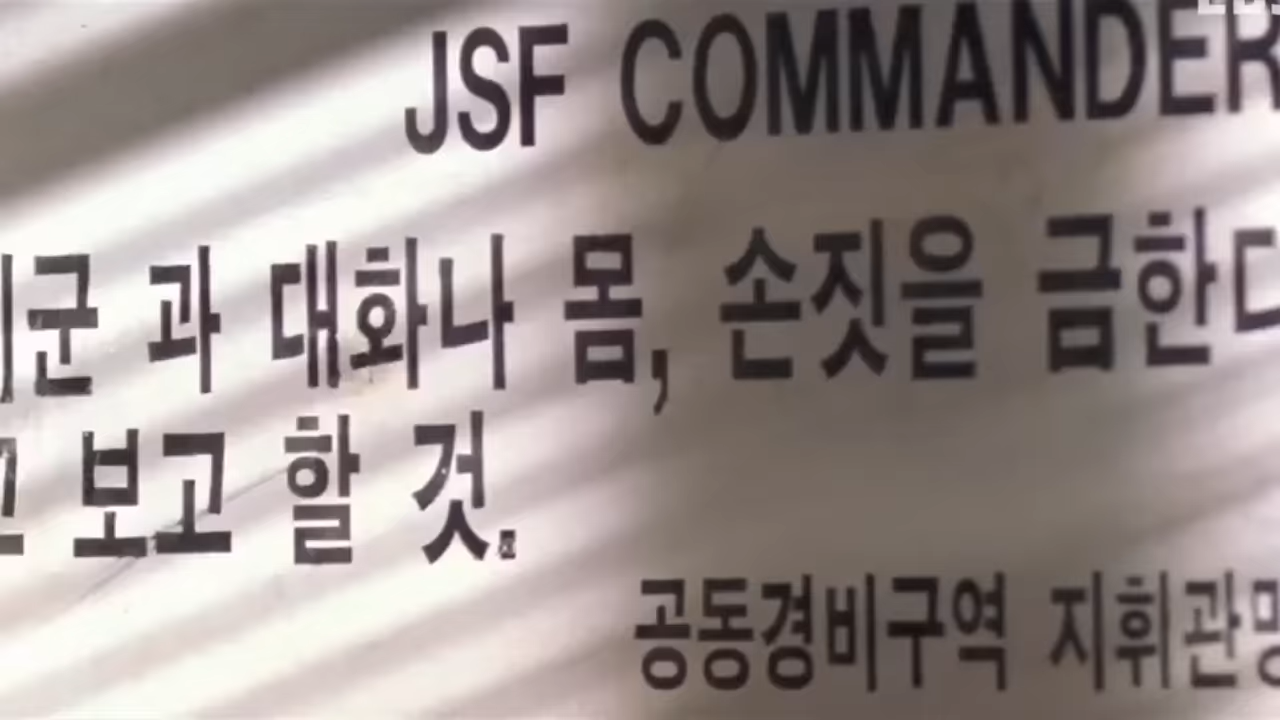 JSF COMMANDER
군 과 대화나 몸, 손짓을 금한다
보고 할 것.
공동경비구역 지휘관